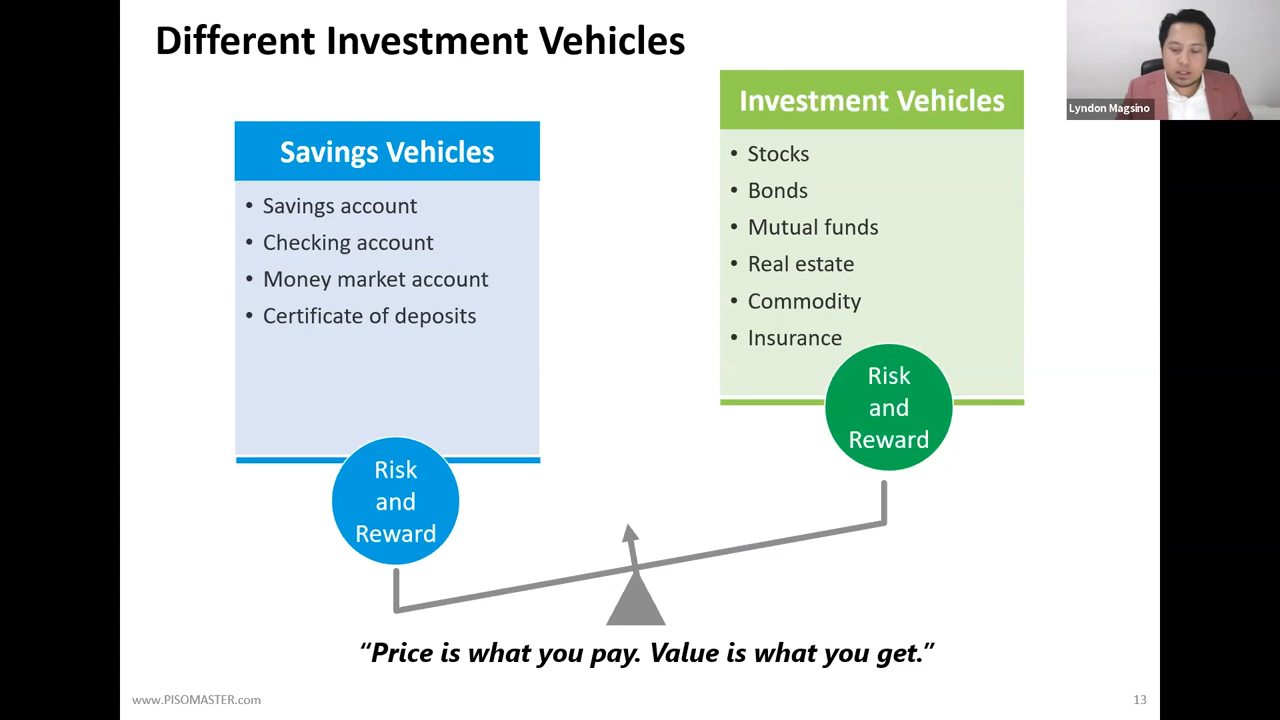 Different Investment Vehicles
Lyndon Magsino
Savings Vehicles
• Savings account
• Checking account
• Money market account
• Certificate of deposits
Risk
and
Reward
Investment Vehicles
• Stocks
• Bonds
• Mutual funds
• Real estate
• Commodity
• Insurance
Risk
and
Reward
“Price is what you pay. Value is what you get.”
www.PISOMASTER.com
13